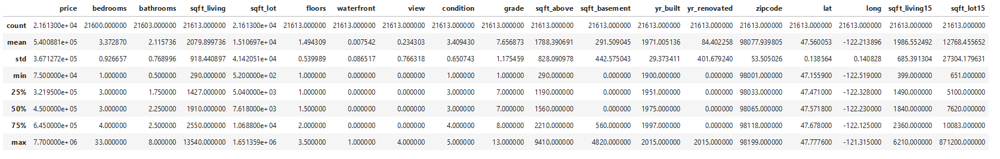 price bedrooms bathrooms sqft_living sqft_lot floors waterfront view condition grade sqft_above sqft_basement yr_built yr_renovated zipcode lat long sqft_living15 sqft_lot15
count 2.161300e+04 21600.000000 21603.000000 21613.000000 2.161300e+04 21613.000000 21613.000000 21613.000000 21613.000000 21613.000000 21613.000000 21613.000000 21613.000000 21613.000000 21613.000000 21613.000000 21613.000000 21613.000000 21613.000000
mean 5.400881e+05 3.372870 2.115736 2079.899736 1.510697e+04 1.494309 0.007542 0.234303 3.409430 7.656873 1788.390691 291.509045 1971.005136 84.402258 98077.939805 47.560053 -122.213896 1986.552492 12768.455652
std 3.671272e+05 0.926657 0.768996 918.440897 4.142051e+04 0.539989 0.086517 0.766318 0.650743 1.175459 828.090978 442.575043 29.373411 401.679240 53.505026 0.138564 0.140828 685.391304 27304.179631
min 7.500000e+04 1.000000 0.500000 290.000000 5.200000e+02 1.000000 0.000000 0.000000 1.000000 1.000000 290.000000 0.000000 1900.000000 0.000000 98001.000000 47.155900 -122.519000 399.000000 651.000000
25% 3.219500e+05 3.000000 1.750000 1427.000000 5.040000e+03 1.000000 0.000000 0.000000 3.000000 7.000000 1190.000000 0.000000 1951.000000 0.000000 98033.000000 47.471000 -122.328000 1490.000000 5100.000000
50% 4.500000e+05 3.000000 2.250000 1910.000000 7.618000e+03 1.500000 0.000000 0.000000 3.000000 7.000000 1560.000000 0.000000 1975.000000 0.000000 98065.000000 47.571800 -122.230000 1840.000000 7620.000000
75% 6.450000e+05 4.000000 2.500000 2550.000000 1.068800e+04 2.000000 0.000000 0.000000 4.000000 8.000000 2210.000000 560.000000 1997.000000 0.000000 98118.000000 47.678000 -122.125000 2360.000000 10083.000000
max 7.700000e+06 33.000000 8.000000 13540.000000 1.651359e+06 3.500000 1.000000 4.000000 5.000000 13.000000 9410.000000 4820.000000 2015.000000 2015.000000 98199.000000 47.777600 -121.315000 6210.000000 871200.000000